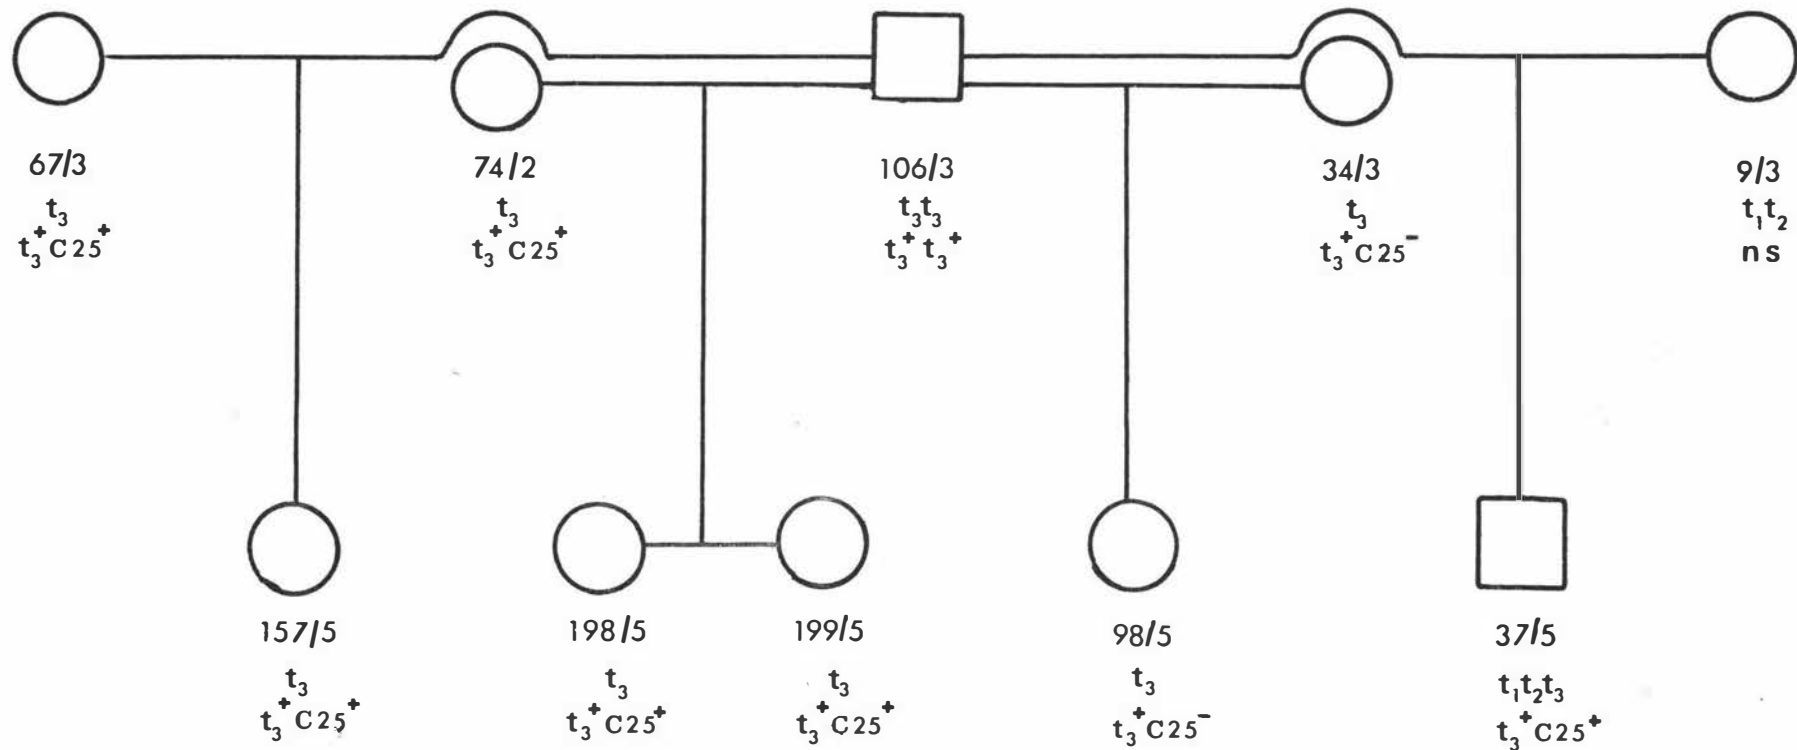 67/3 74/2 106/3 34/3 9/3
t₃ t₃ t₃t₃ t₃ t₁t₂
t₃⁺C25⁺ t₃⁺C25⁺ t₃⁺t₃⁺ t₃⁺C25⁻ ns
157/5 198/5 199/5 98/5 37/5
t₃ t₃ t₃ t₃ t₁t₂t₃
t₃⁺C25⁺ t₃⁺C25⁺ t₃⁺C25⁺ t₃⁺C25⁻ t₃⁺C25⁺